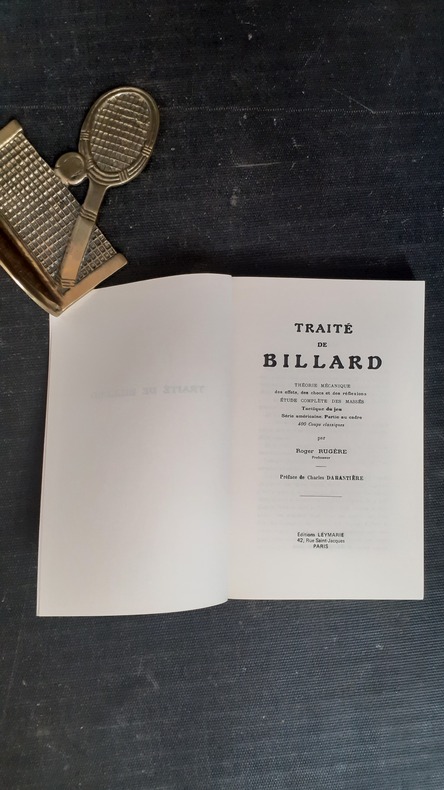 TRAITÉ
DE
BILLARD
THÉORIE MÉCANIQUE
des effets, des chocs et des réflexions
ÉTUDE COMPLÈTE DES MASSÉS
Tactique du jeu
Série américaine Partie au cadre
400 Coups classiques
par
Roger RUGÈRE
Professeur
Préface de Charles DARANTIÈRE
Editions LEYMARIE
42, Rue Saint-Jacques
PARIS